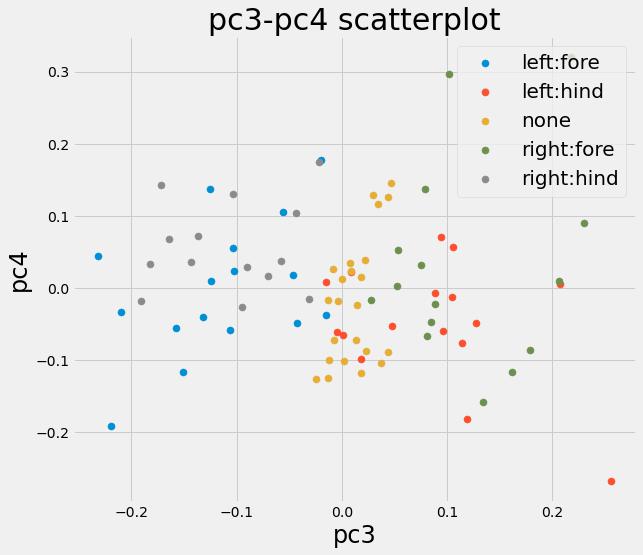 pc3-pc4 scatterplot
left:fore
left:hind
none
right:fore
right:hind
pc4
0.3
0.2
0.1
0.0
−0.1
−0.2
−0.2 −0.1 0.0 0.1 0.2
pc3